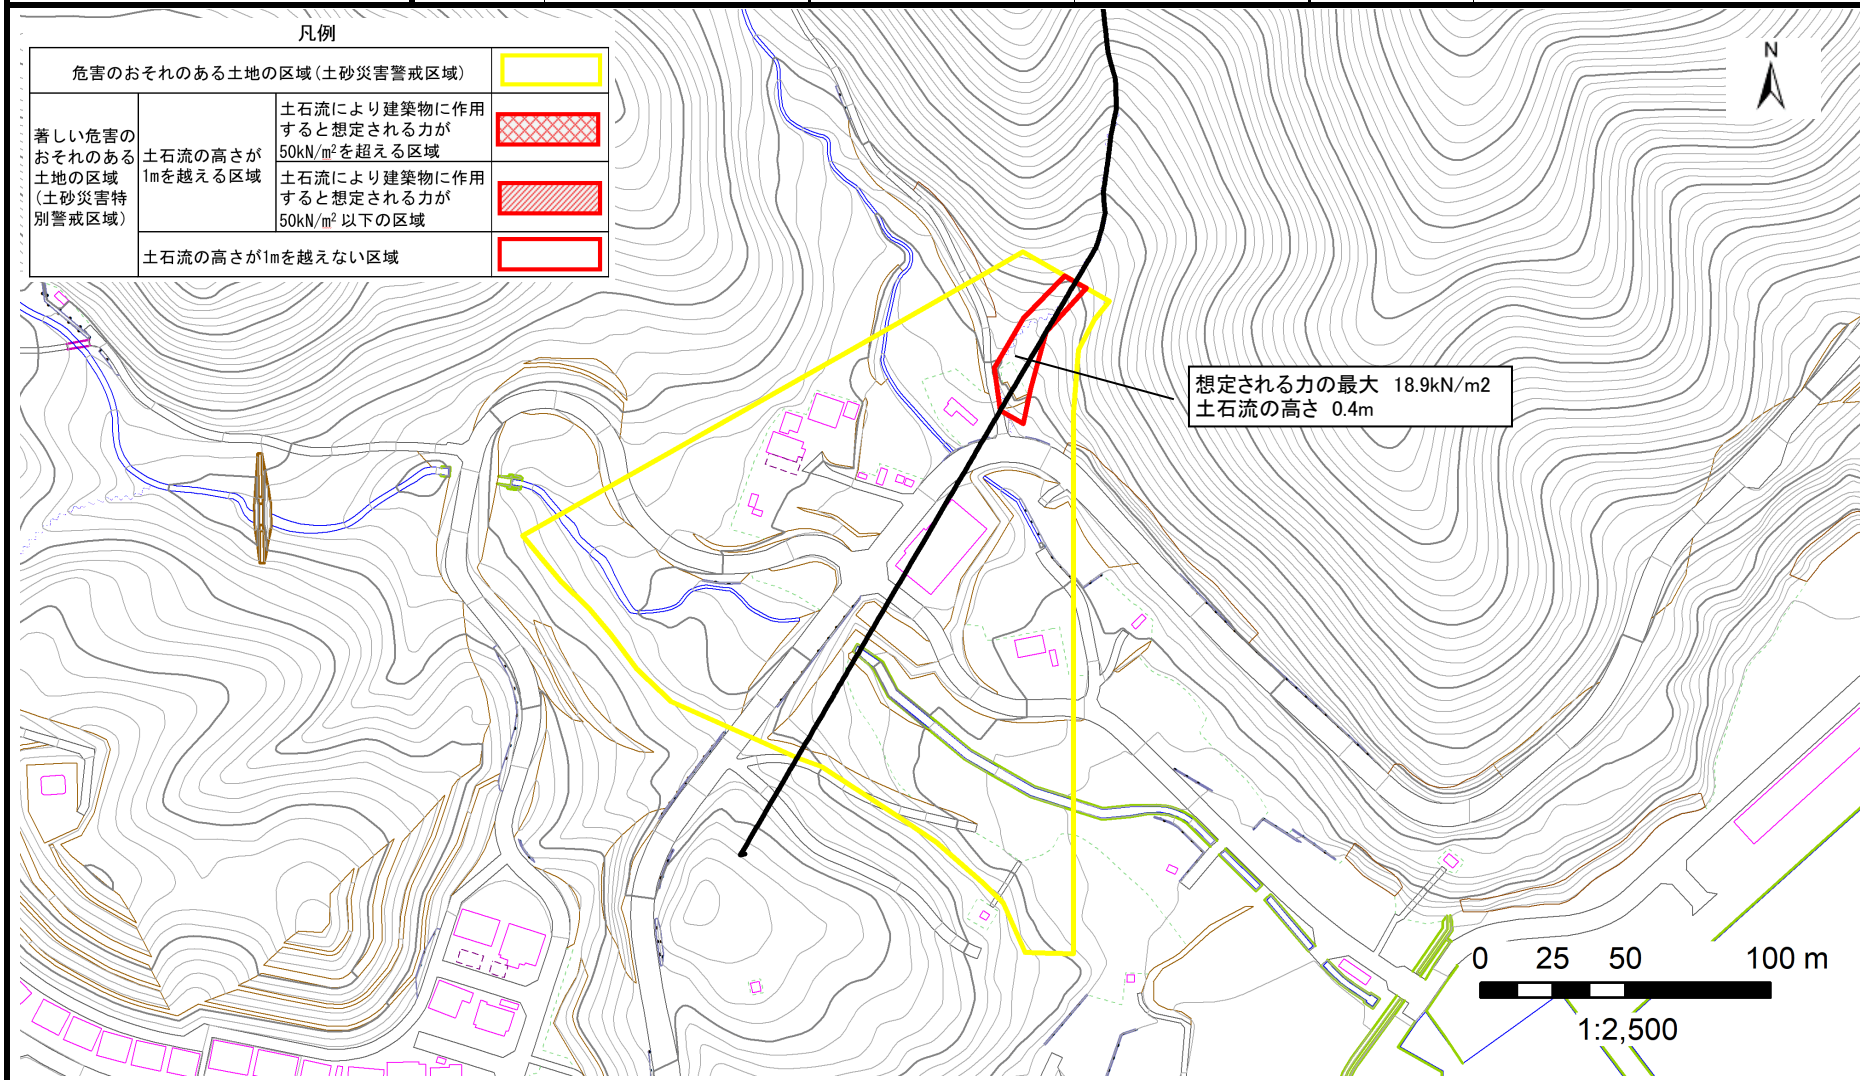 凡例
危害のおそれのある土地の区域(土砂災害警戒区域)
著しい危害の
おそれのある
土地の区域
(土砂災害特
別警戒区域)
土石流の高さが
1mを越える区域
土石流により建築物に作用
すると想定される力が
50kN/m²を超える区域
土石流により建築物に作用
すると想定される力が
50kN/m²以下の区域
土石流の高さが1mを越えない区域
N
想定される力の最大 18.9kN/m2
土石流の高さ 0.4m
0 25 50 100 m
1:2,500